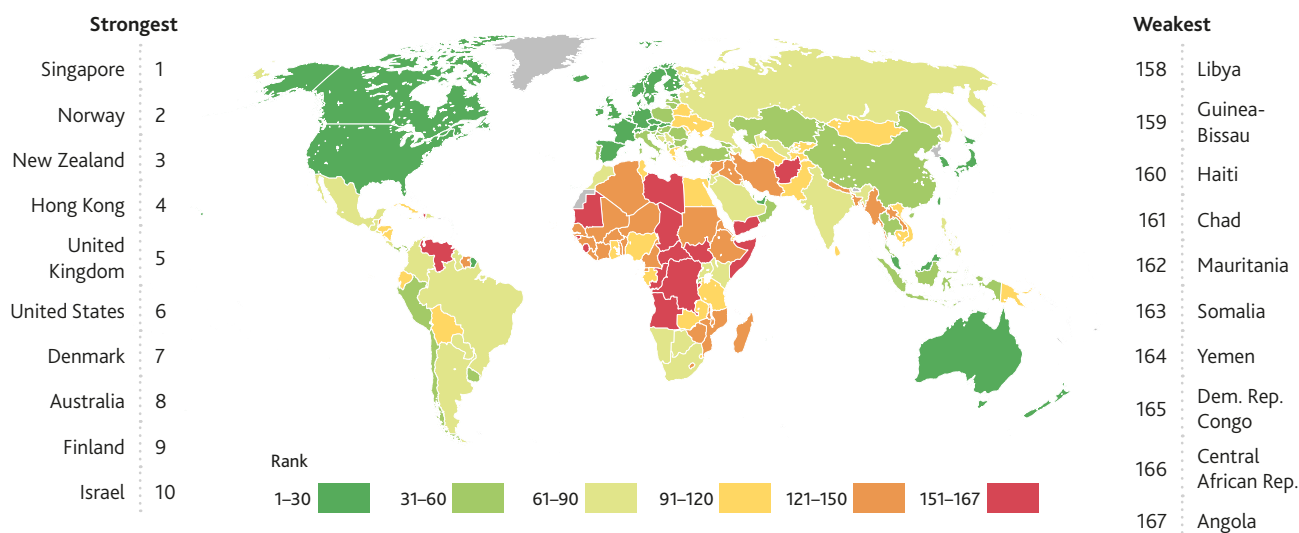 Strongest
Singapore 1
Norway 2
New Zealand 3
Hong Kong 4
United
Kingdom 5
United States 6
Denmark 7
Australia 8
Finland 9
Israel 10
Rank
1–30 31–60 61–90 91–120 121–150 151–167
Weakest
158 Libya
159 Guinea-
Bissau
160 Haiti
161 Chad
162 Mauritania
163 Somalia
164 Yemen
165 Dem. Rep.
Congo
166 Central
African Rep.
167 Angola